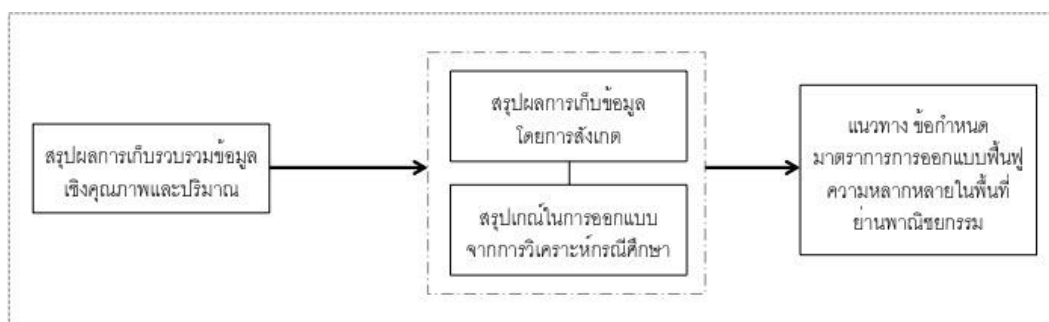 สรุปผลการเก็บรวบรวมข้อมูล
เชิงคุณภาพและปริมาณ
สรุปผลการเก็บข้อมูล
โดยการสังเกต
สรุปเกณ์ในการออกแบบ
จากการวิเคราะห์กรณีศึกษา
แนวทาง ข้อกำหนด
มาตราการการออกแบบฟื้นฟู
ความหลากหลายในพื้นที่
ย่านพาณิชยกรรม